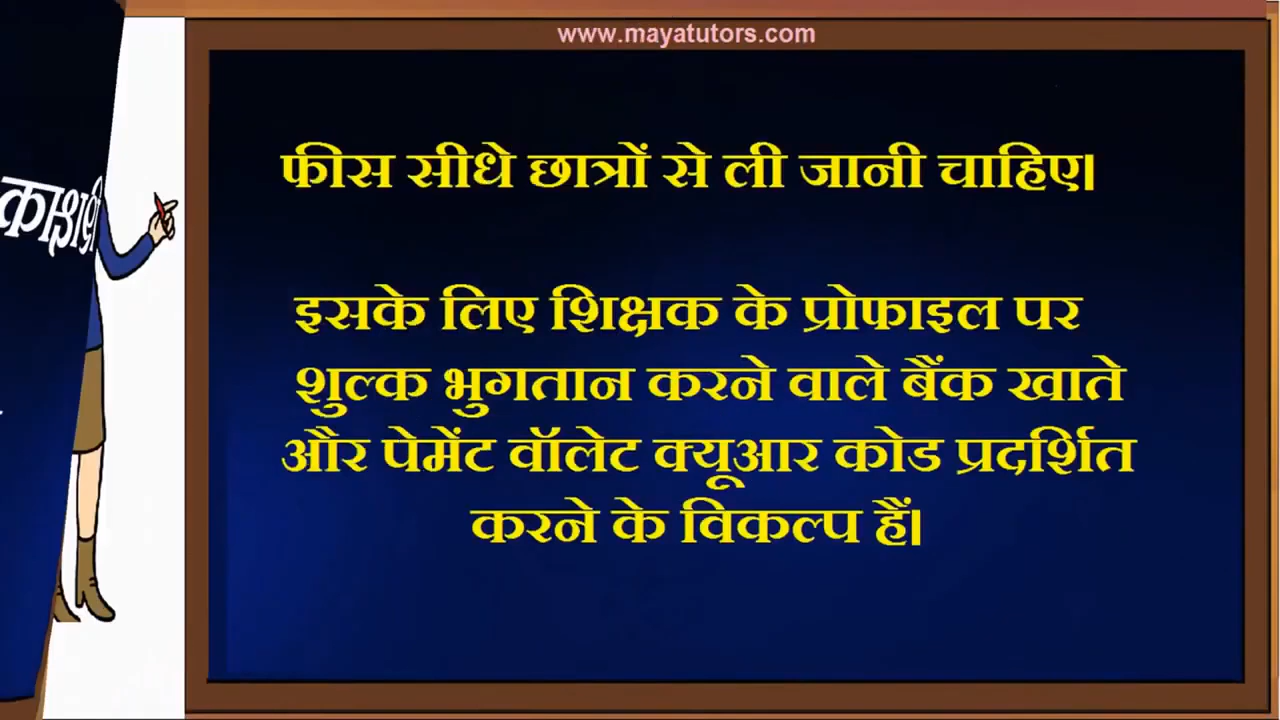 www.mayatutors.com
फीस सीधे छात्रों से ली जानी चाहिए।
इसके लिए शिक्षक के प्रोफाइल पर
शुल्क भुगतान करने वाले बैंक खाते
और पेमेंट वॉलेट क्यूआर कोड प्रदर्शित
करने के विकल्प हैं।